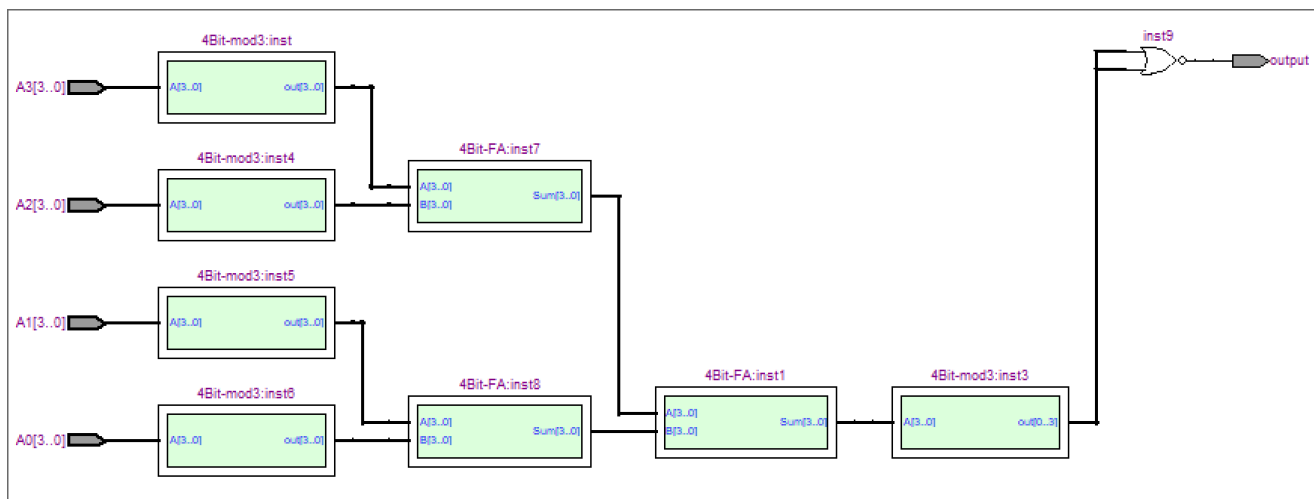 4Bit-mod3:inst
A3[3..0]
A[3..0]
out[3..0]
4Bit-mod3:inst4
A2[3..0]
A[3..0]
out[3..0]
4Bit-FA:inst7
A[3..0]
B[3..0]
Sum[3..0]
4Bit-mod3:inst5
A1[3..0]
A[3..0]
out[3..0]
4Bit-mod3:inst6
A0[3..0]
A[3..0]
out[3..0]
4Bit-FA:inst8
A[3..0]
B[3..0]
Sum[3..0]
4Bit-FA:inst1
A[3..0]
B[3..0]
Sum[3..0]
4Bit-mod3:inst3
A[3..0]
out[0..3]
inst9
output